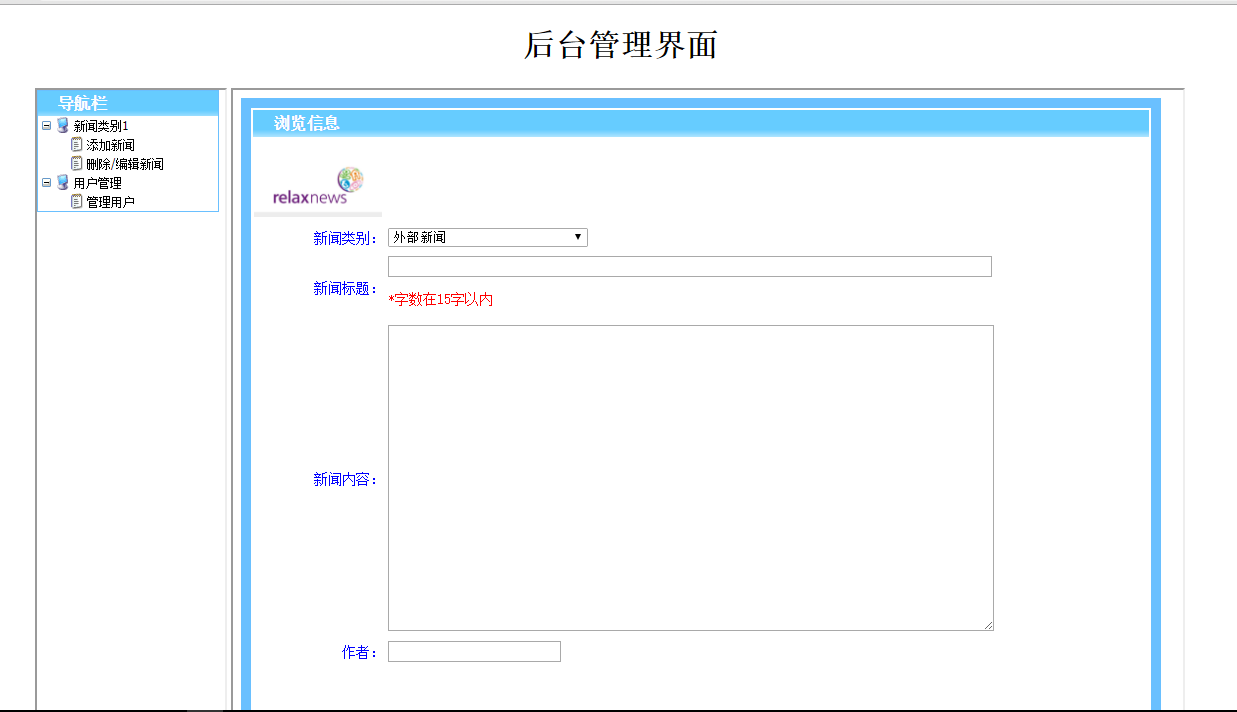 后台管理界面
导航栏
新闻类别1
添加新闻
删除/编辑新闻
用户管理
管理用户
浏览信息
relaxnews
新闻类别：
外部新闻
新闻标题：
*字数在15字以内
新闻内容：
作者：